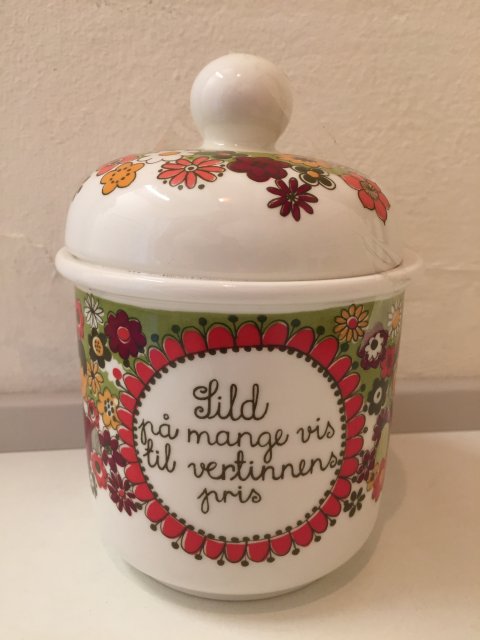 Sild
på mange vis
til vertinnens
pris